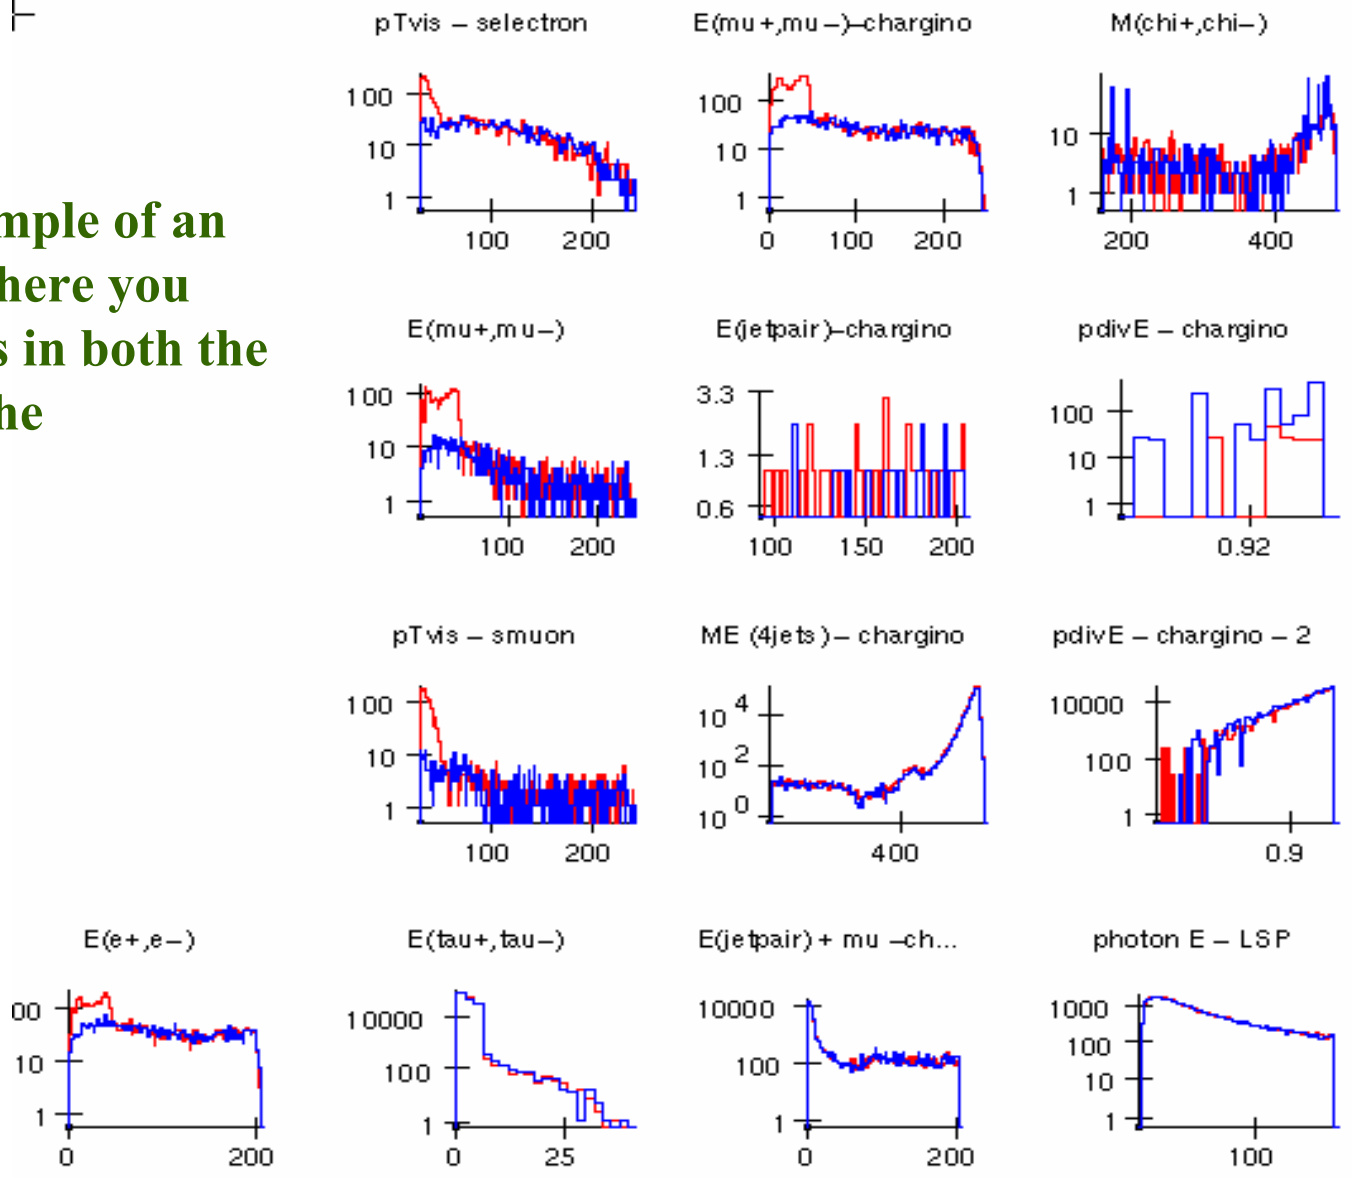 pTvis – selectron
E(mu+,mu–)–chargino
M(chi+,chi–)
100
10
1
100 200
100
10
1
0 100 200
10
1
200 400
mple of an
here you
s in both the
he
E(mu+,mu–)
E(jetpair)–chargino
pdivE – chargino
100
10
1
100 200
3.3
1.3
0.6
100 150 200
100
10
1
0.92
pTvis – smuon
ME (4jets) – chargino
pdivE – chargino – 2
100
10
1
100 200
10 4
10 2
10 0
400
10000
100
1
0.9
E(e+,e–)
E(tau+,tau–)
E(jetpair) + mu –ch...
photon E – LSP
00
10
1
0 200
10000
100
1
0 25
10000
100
1
0 200
1000
100
10
1
100